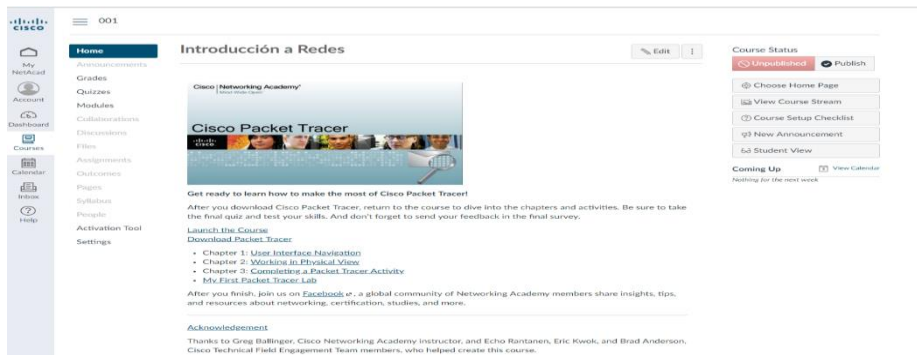 CISCO
001
My
NetAcad
Account
Dashboard
Courses
Calendar
Inbox
Help
Home
Announcements
Grades
Quizzes
Modules
Collaborations
Discussions
Files
Assignments
Outcomes
Pages
Syllabus
People
Activation Tool
Settings
Introducción a Redes
Edit
Cisco Networking Academy®
Mind Wide Open
Cisco Packet Tracer
CISCO
Get ready to learn how to make the most of Cisco Packet Tracer!
After you download Cisco Packet Tracer, return to the course to dive into the chapters and activities. Be sure to take
the final quiz and test your skills. And don't forget to send your feedback in the final survey.
Launch the Course
Download Packet Tracer
• Chapter 1: User Interface Navigation
• Chapter 2: Working in Physical View
• Chapter 3: Completing a Packet Tracer Activity
• My First Packet Tracer Lab
After you finish, join us on Facebook, a global community of Networking Academy members share insights, tips,
and resources about networking, certification, studies, and more.
Acknowledgement
Thanks to Greg Ballinger, Cisco Networking Academy Instructor, and Echo Rantanen, Eric Kwok, and Brad Anderson,
Cisco Technical Field Engagement Team members, who helped create this course.
Course Status
Unpublished
Publish
Choose Home Page
View Course Stream
Course Setup Checklist
New Announcement
Student View
Coming Up
View Calendar
Nothing for the next week